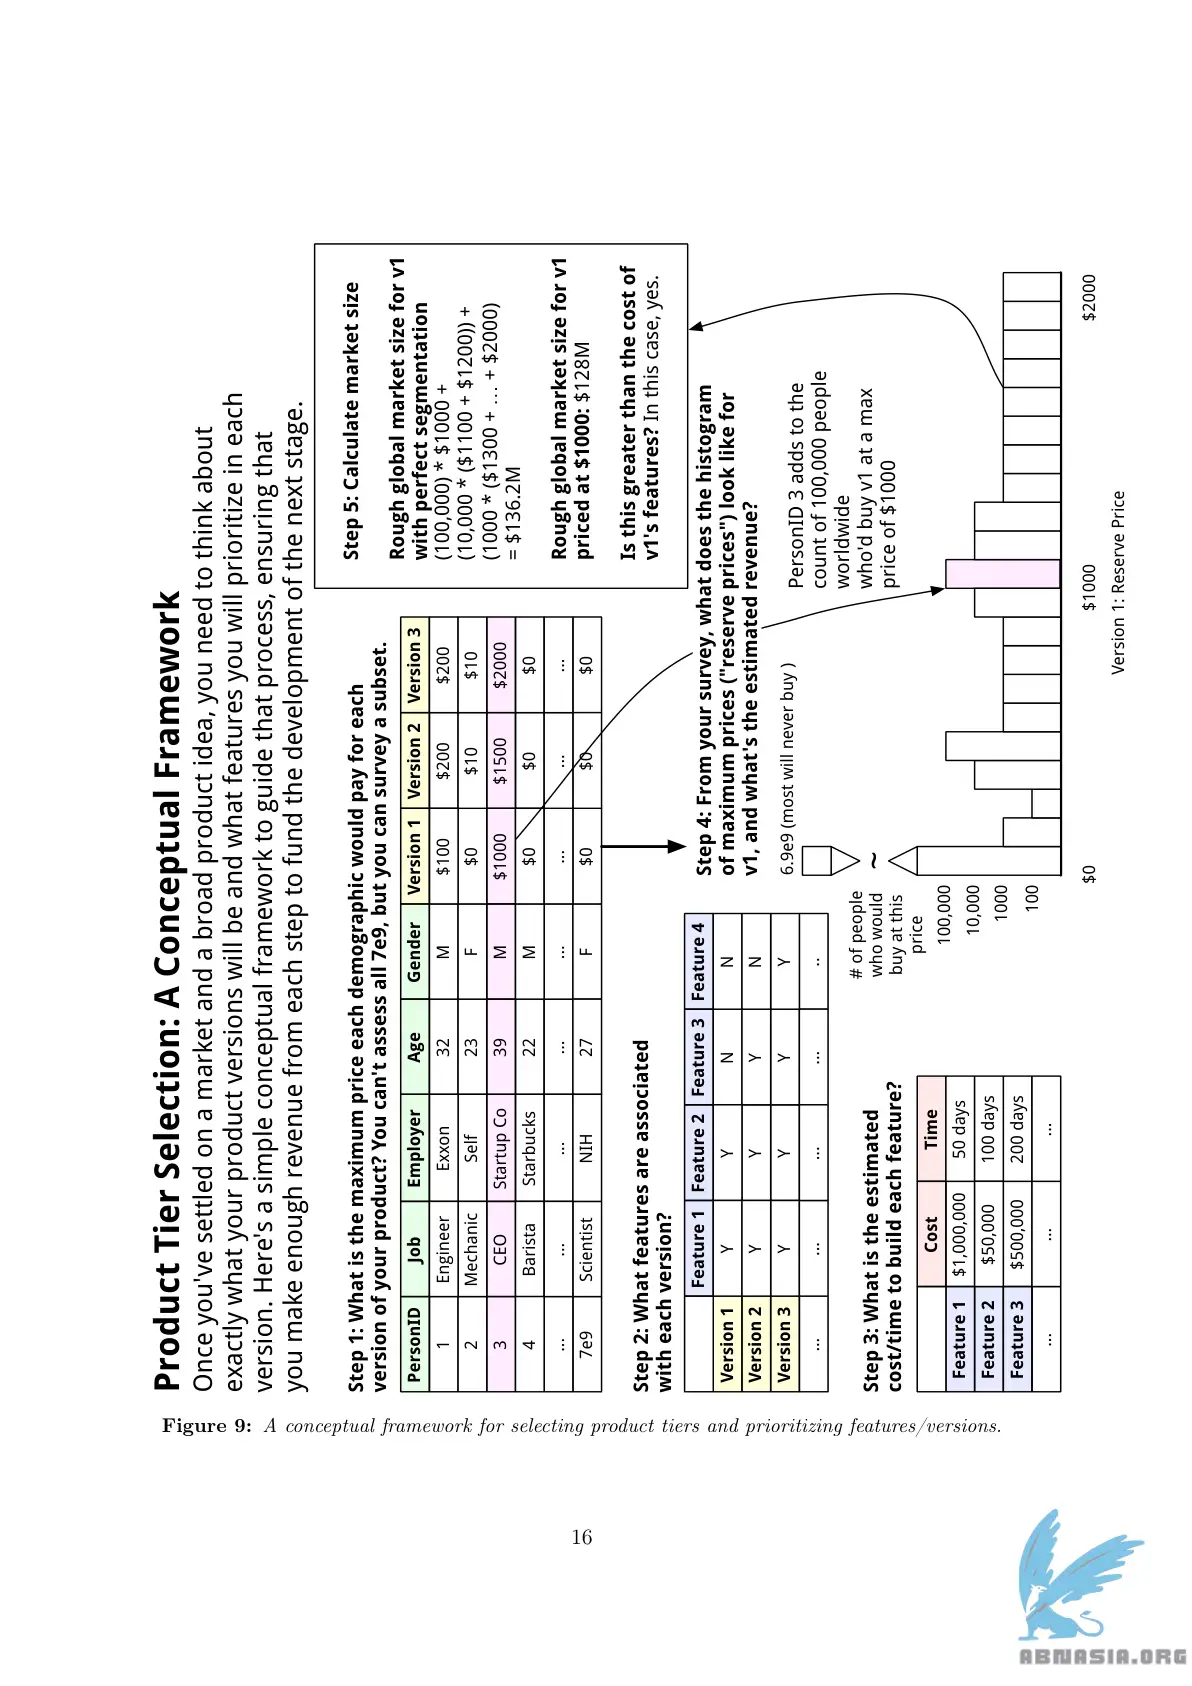 Product Tier Selection: A Conceptual Framework
Once you've settled on a market and a broad product idea, you need to think about
exactly what your product versions will be and what features you will prioritize in each
version. Here's a simple conceptual framework to guide that process, ensuring that
you make enough revenue from each step to fund the development of the next stage.
Step 1: What is the maximum price each demographic would pay for each
version of your product? You can't assess all 7e9, but you can survey a subset.
PersonID Job Employer Age Gender Version 1 Version 2 Version 3
1 Engineer Exxon 32 M $100 $200 $200
2 Mechanic Self 23 F $0 $10 $10
3 CEO Startup Co 39 M $1000 $1500 $2000
4 Barista Starbucks 22 M $0 $0 $0
... ... ... ... ... ... ... ...
7e9 Scientist NIH 27 F $0 $0 $0
Step 2: What features are associated
with each version?
Feature 1 Feature 2 Feature 3 Feature 4
Version 1 Y Y N N
Version 2 Y Y Y N
Version 3 Y Y Y Y
... ... ... ... ..
Step 3: What is the estimated
cost/time to build each feature?
Cost Time
Feature 1 $1,000,000 50 days
Feature 2 $50,000 100 days
Feature 3 $500,000 200 days
... ... ...
Step 4: From your survey, what does the histogram
of maximum prices ("reserve prices") look like for
v1, and what's the estimated revenue?
6.9e9 (most will never buy )
~
# of people
who would
buy at this
price
100,000
10,000
1000
100
PersonID 3 adds to the
count of 100,000 people
worldwide
who'd buy v1 at a max
price of $1000
$0 $1000 $2000
Version 1: Reserve Price
Step 5: Calculate market size
Rough global market size for v1
with perfect segmentation
(100,000) * $1000 +
(10,000 * ($1100 + $1200)) +
(1000 * ($1300 + ... + $2000)
= $136.2M
Rough global market size for v1
priced at $1000: $128M
Is this greater than the cost of
v1's features? In this case, yes.
Figure 9: A conceptual framework for selecting product tiers and prioritizing features/versions.
16
ABNASIA.ORG